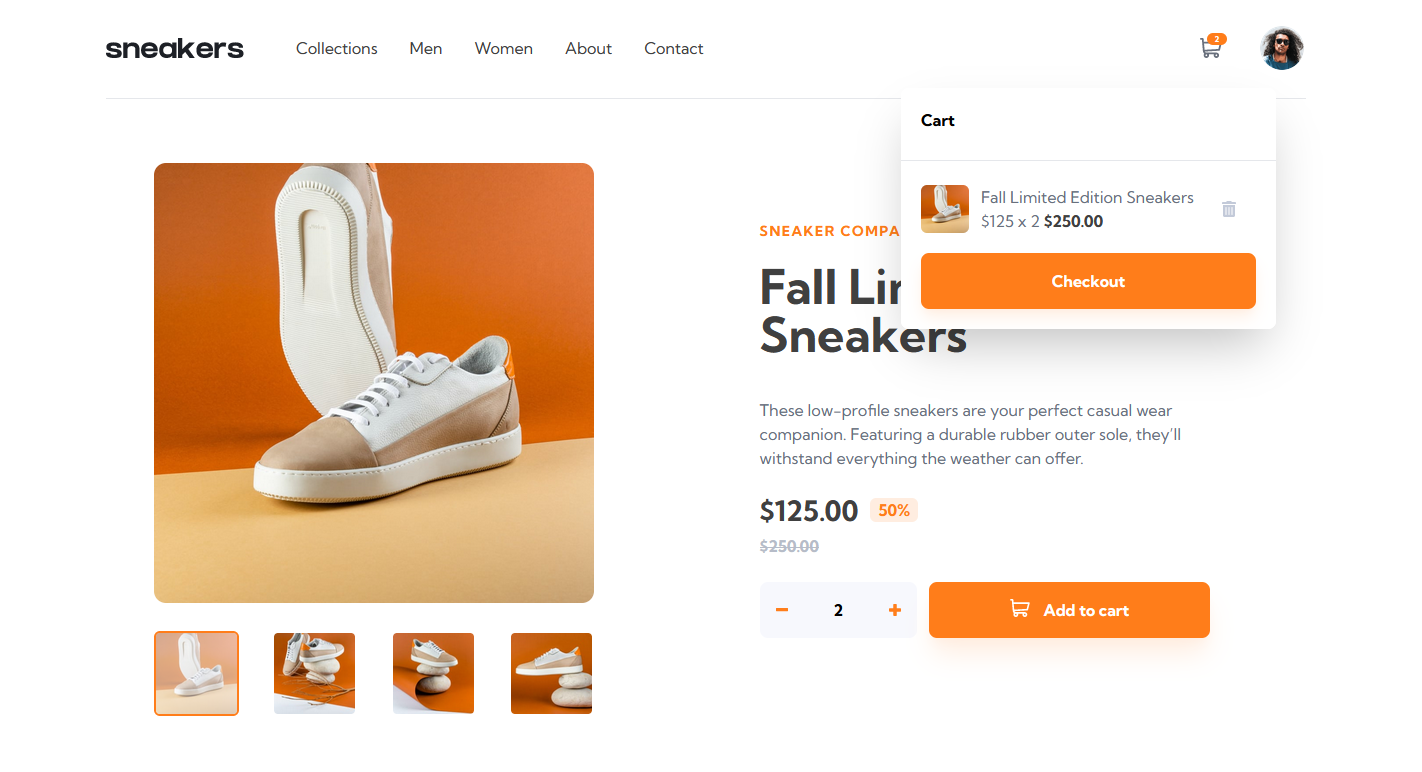 sneakers
Collections
Men
Women
About
Contact
2
Cart
Fall Limited Edition Sneakers
$125 x 2 $250.00
Checkout
SNEAKER
Fall
Sneakers
These low-profile sneakers are your perfect casual wear
companion. Featuring a durable rubber outer sole, they’ll
withstand everything the weather can offer.
$125.00
50%
$250.00
2
Add to cart